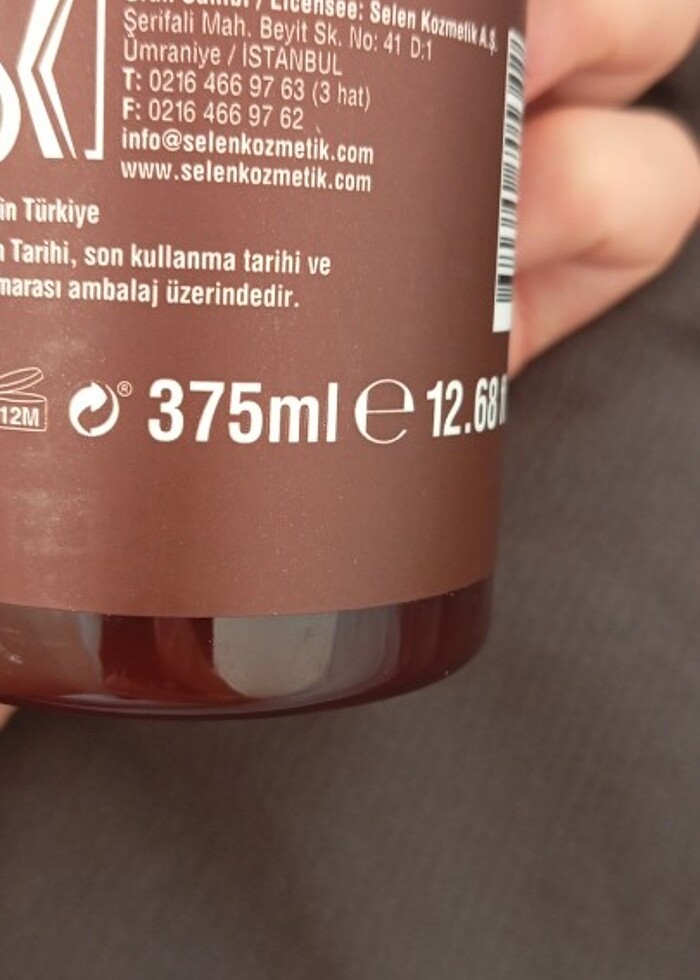 Licensee: Selen Kozmetik A.Ş.
Şerifali Mah. Beyit Sk. No: 41 D:1
Ümraniye / İSTANBUL
T: 0216 466 97 63 (3 hat)
F: 0216 466 97 62
info@selenkozmetik.com
www.selenkozmetik.com
in Türkiye
Tarihi, son kullanma tarihi ve
marası ambalaj üzerindedir.
12M ® 375ml e 12.68